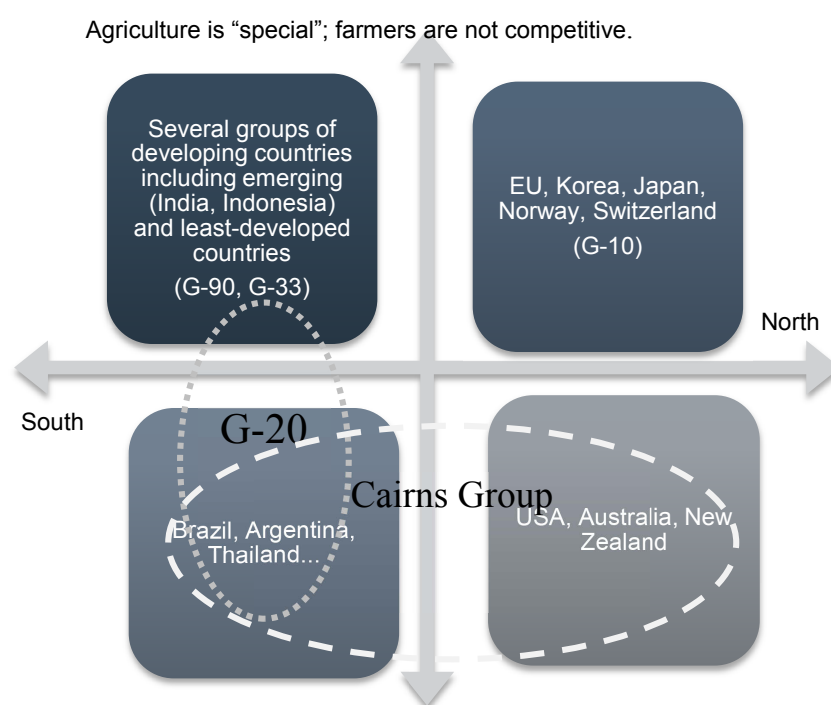 Agriculture is “special”; farmers are not competitive.
Several groups of
developing countries
including emerging
(India, Indonesia)
and least-developed
countries
(G-90, G-33)
EU, Korea, Japan,
Norway, Switzerland
(G-10)
North
South
G-20
Cairns Group
Brazil, Argentina,
Thailand...
USA, Australia, New
Zealand